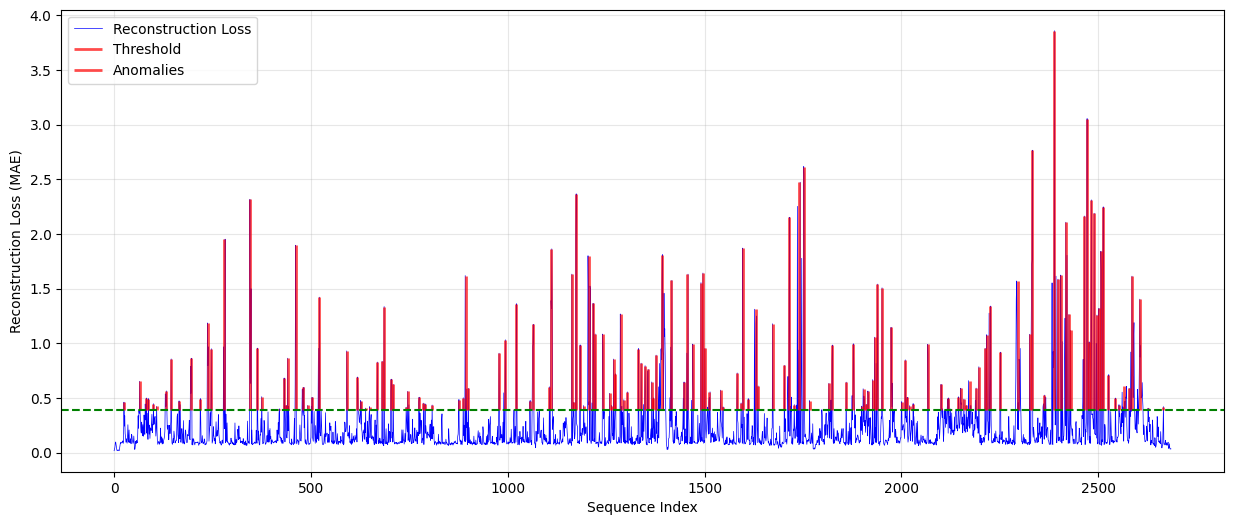 Reconstruction Loss
Threshold
Anomalies
4.0
3.5
3.0
2.5
2.0
1.5
1.0
0.5
0.0
Reconstruction Loss (MAE)
0 500 1000 1500 2000 2500
Sequence Index